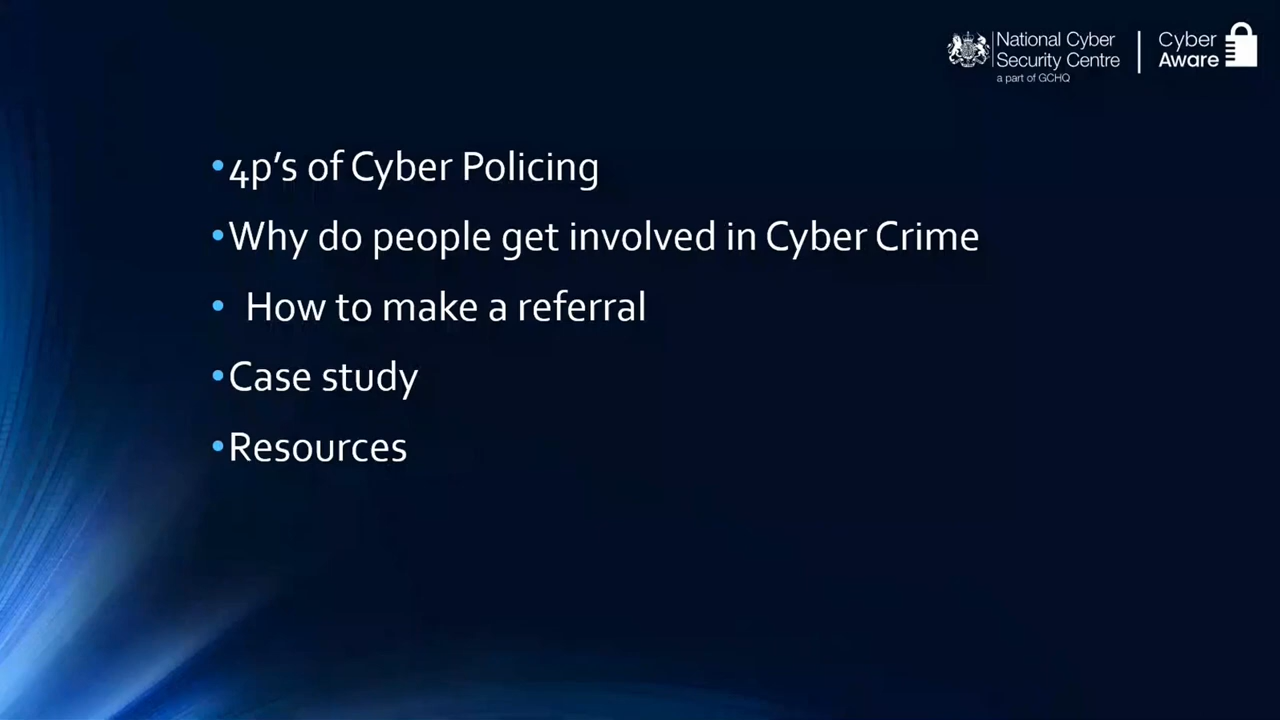 National Cyber
Security Centre
a part of GCHQ
Cyber
Aware
•4p's of Cyber Policing
•Why do people get involved in Cyber Crime
• How to make a referral
•Case study
•Resources